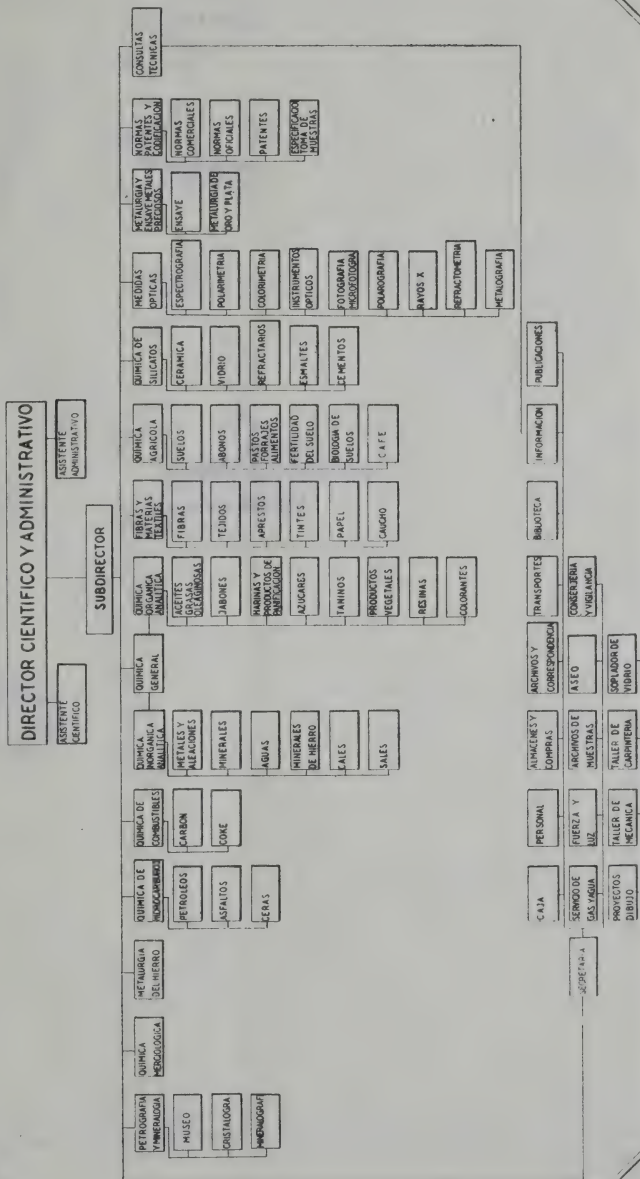 DIRECTOR CIENTIFICO Y ADMINISTRATIVO
ASISTENTE
CIENTIFICO
ASISTENTE
ADMINISTRATIVO
SUBDIRECTOR
PETROGRAFIA
Y MINERALOGIA
MUSEO
CRISTALOGRA
MINERALOGRAF
QUIMICA
METALURGIA
DEL HIERRO
QUIMICA DE
HIDROCARBUROS
PETROLEOS
ASFALTOS
CERAS
QUIMICA DE
COMBUSTIBLES
CARBON
COKE
QUIMICA
INORGANICA
ANALITICA
METALES Y
ALEACIONES
MINERALES
AGUAS
MINERALES
DE HIERRO
CALES
SALES
QUIMICA
GENERAL
QUIMICA
ORGANICA
ANALITICA
ACEITES
GRASAS
OLEAGINOSAS
JABONES
HARINAS Y
PRODUCTOS DE
PANIFICACION
AZUCARES
TANINOS
PRODUCTOS
VEGETALES
RESINAS
COLORANTES
FIBRAS Y
MATERIAS
TEXTILES
FIBRAS
TEJIDOS
APRESTOS
TINTES
PAPEL
CAUCHO
QUIMICA
AGRICOLA
SUELOS
ABONOS
PASTOS
FORRAJES
ALIMENTOS
FERTILIDAD
DEL SUELO
BIOLOGIA DE
SUELOS
CAFE
QUIMICA DE
SILICATOS
CERAMICA
VIDRIO
REFRACTARIOS
ESMALTES
CEMENTOS
MEDIDAS
OPTICAS
ESPECTROGRAFIA
POLARIMETRIA
COLORIMETRIA
INSTRUMENTOS
OPTICOS
FOTOGRAFIA
MICROFOTOGRA
POLAROGRAFIA
RAYOS X
REFRACTOMETRIA
METALOGRAFIA
METALURGIA Y
ENSAYE METALES
PRECIOSOS
ENSAYE
METALURGIA DE
ORO Y PLATA
NORMAS
PATENTES Y
CODIFICACION
NORMAS
COMERCIALES
NORMAS
OFICIALES
PATENTES
ESPECIFICACIO
TOMA DE
MUESTRAS
CONSULTAS
TECNICAS
SECRETARIA
CAJA
PERSONAL
ALMACENES Y
COMPRAS
ARCHIVOS Y
CORRESPONDENCIA
TRANSPORTES
BIBLIOTECA
INFORMACION
PUBLICACIONES
SERVICIO DE
GAS Y AGUA
FUERZA Y
LUZ
ARCHIVOS DE
MUESTRAS
ASEO
CONSERJERIA
Y VIGILANCIA
PROYECTOS
DIBUJO
TALLER DE
MECANICA
TALLER DE
CARPINTERIA
SOPLADOR DE
VIDRIO